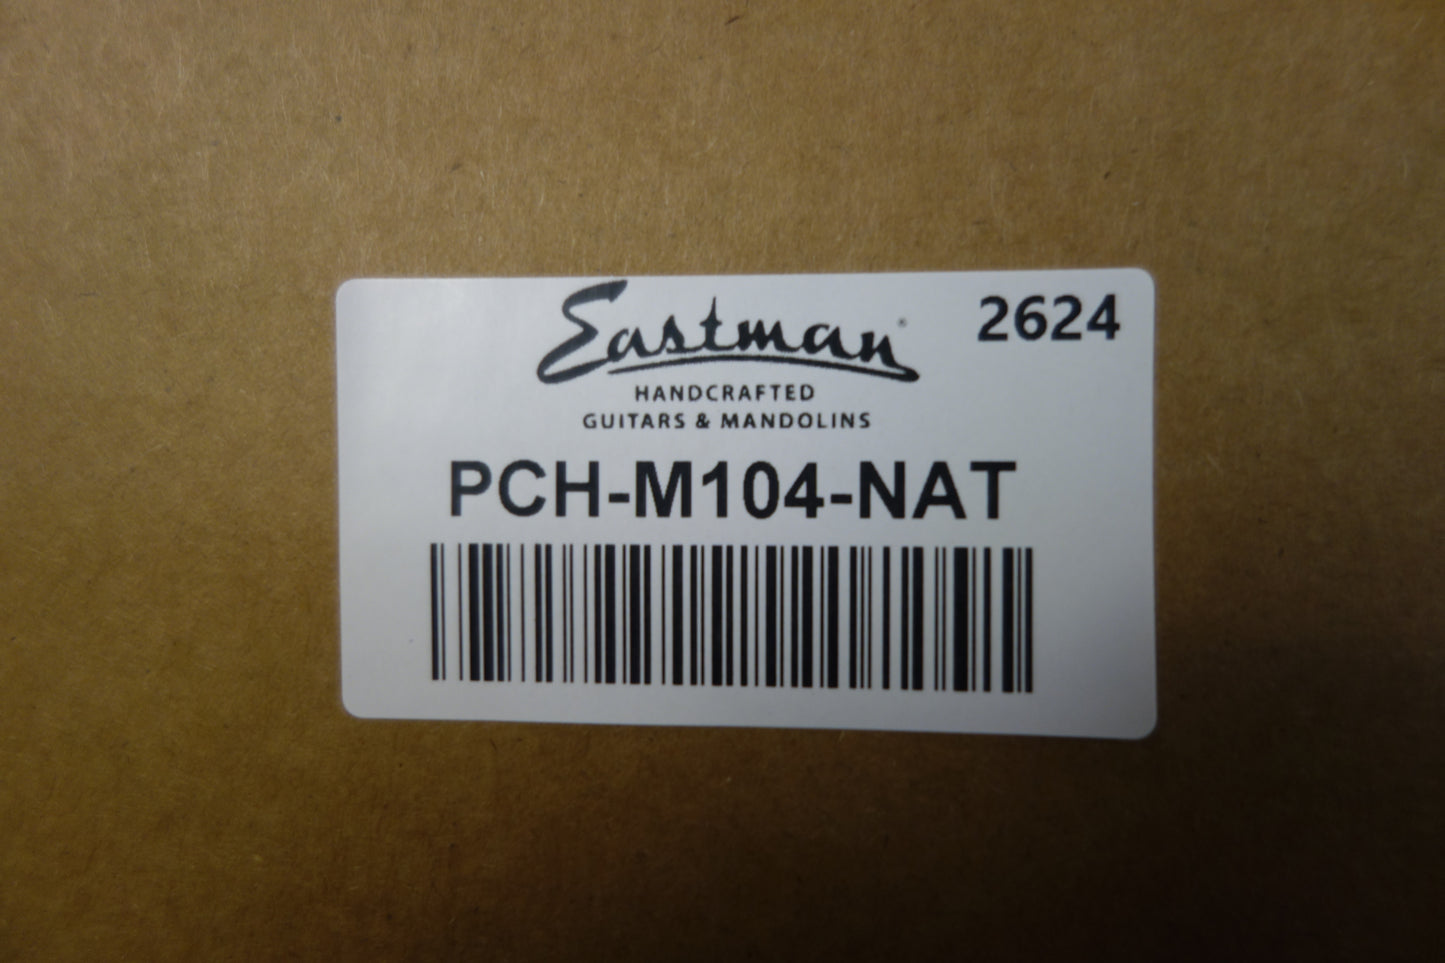 Eastman®
2624
HANDCRAFTED
GUITARS & MANDOLINS
PCH-M104-NAT